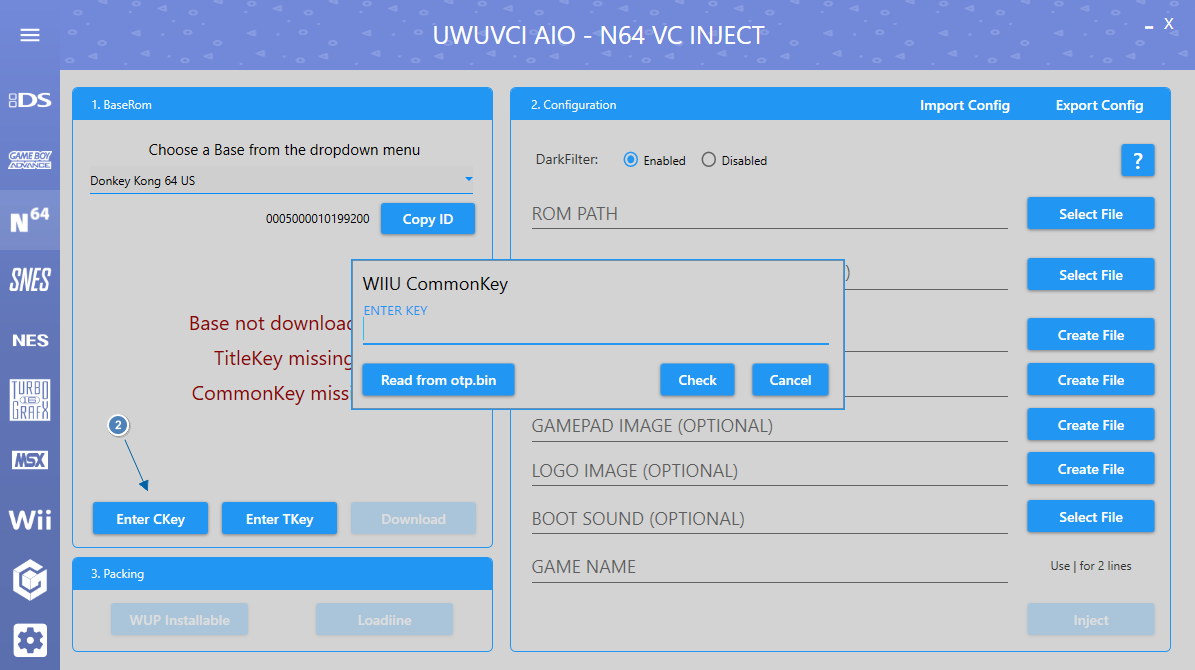 UWUVCI AIO - N64 VC INJECT
X
DS
GAME BOY ADVANCE
N64
SNES
NES
TURBO GRAFX
MSX
Wii
1. BaseRom
Choose a Base from the dropdown menu
Donkey Kong 64 US
0005000010199200
Copy ID
Base not downloa
TitleKey missing
CommonKey mis
2
Enter CKey
Enter TKey
Download
3. Packing
WUP Installable
Loadiine
WIIU CommonKey
ENTER KEY
Read from otp.bin
Check
Cancel
2. Configuration
Import Config
Export Config
DarkFilter:
Enabled
Disabled
?
ROM PATH
Select File
)
Select File
Create File
Create File
GAMEPAD IMAGE (OPTIONAL)
Create File
LOGO IMAGE (OPTIONAL)
Create File
BOOT SOUND (OPTIONAL)
Select File
GAME NAME
Use | for 2 lines
Inject